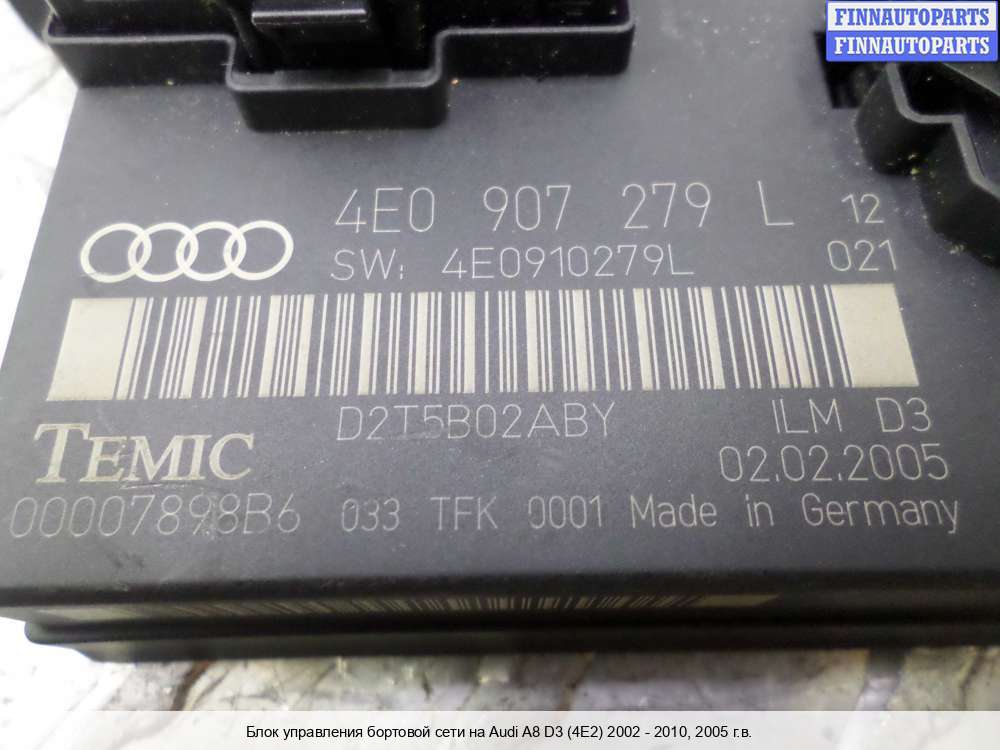 FINNAUTOPARTS
FINNAUTOPARTS
4E0 907 279 L 12
SW: 4E0910279L 021
D2T5B02ABY ILM D3
TEMIC 02.02.2005
00007898B6 033 TFK 0001 Made in Germany
Блок управления бортовой сети на Audi A8 D3 (4E2) 2002 - 2010, 2005 г.в.